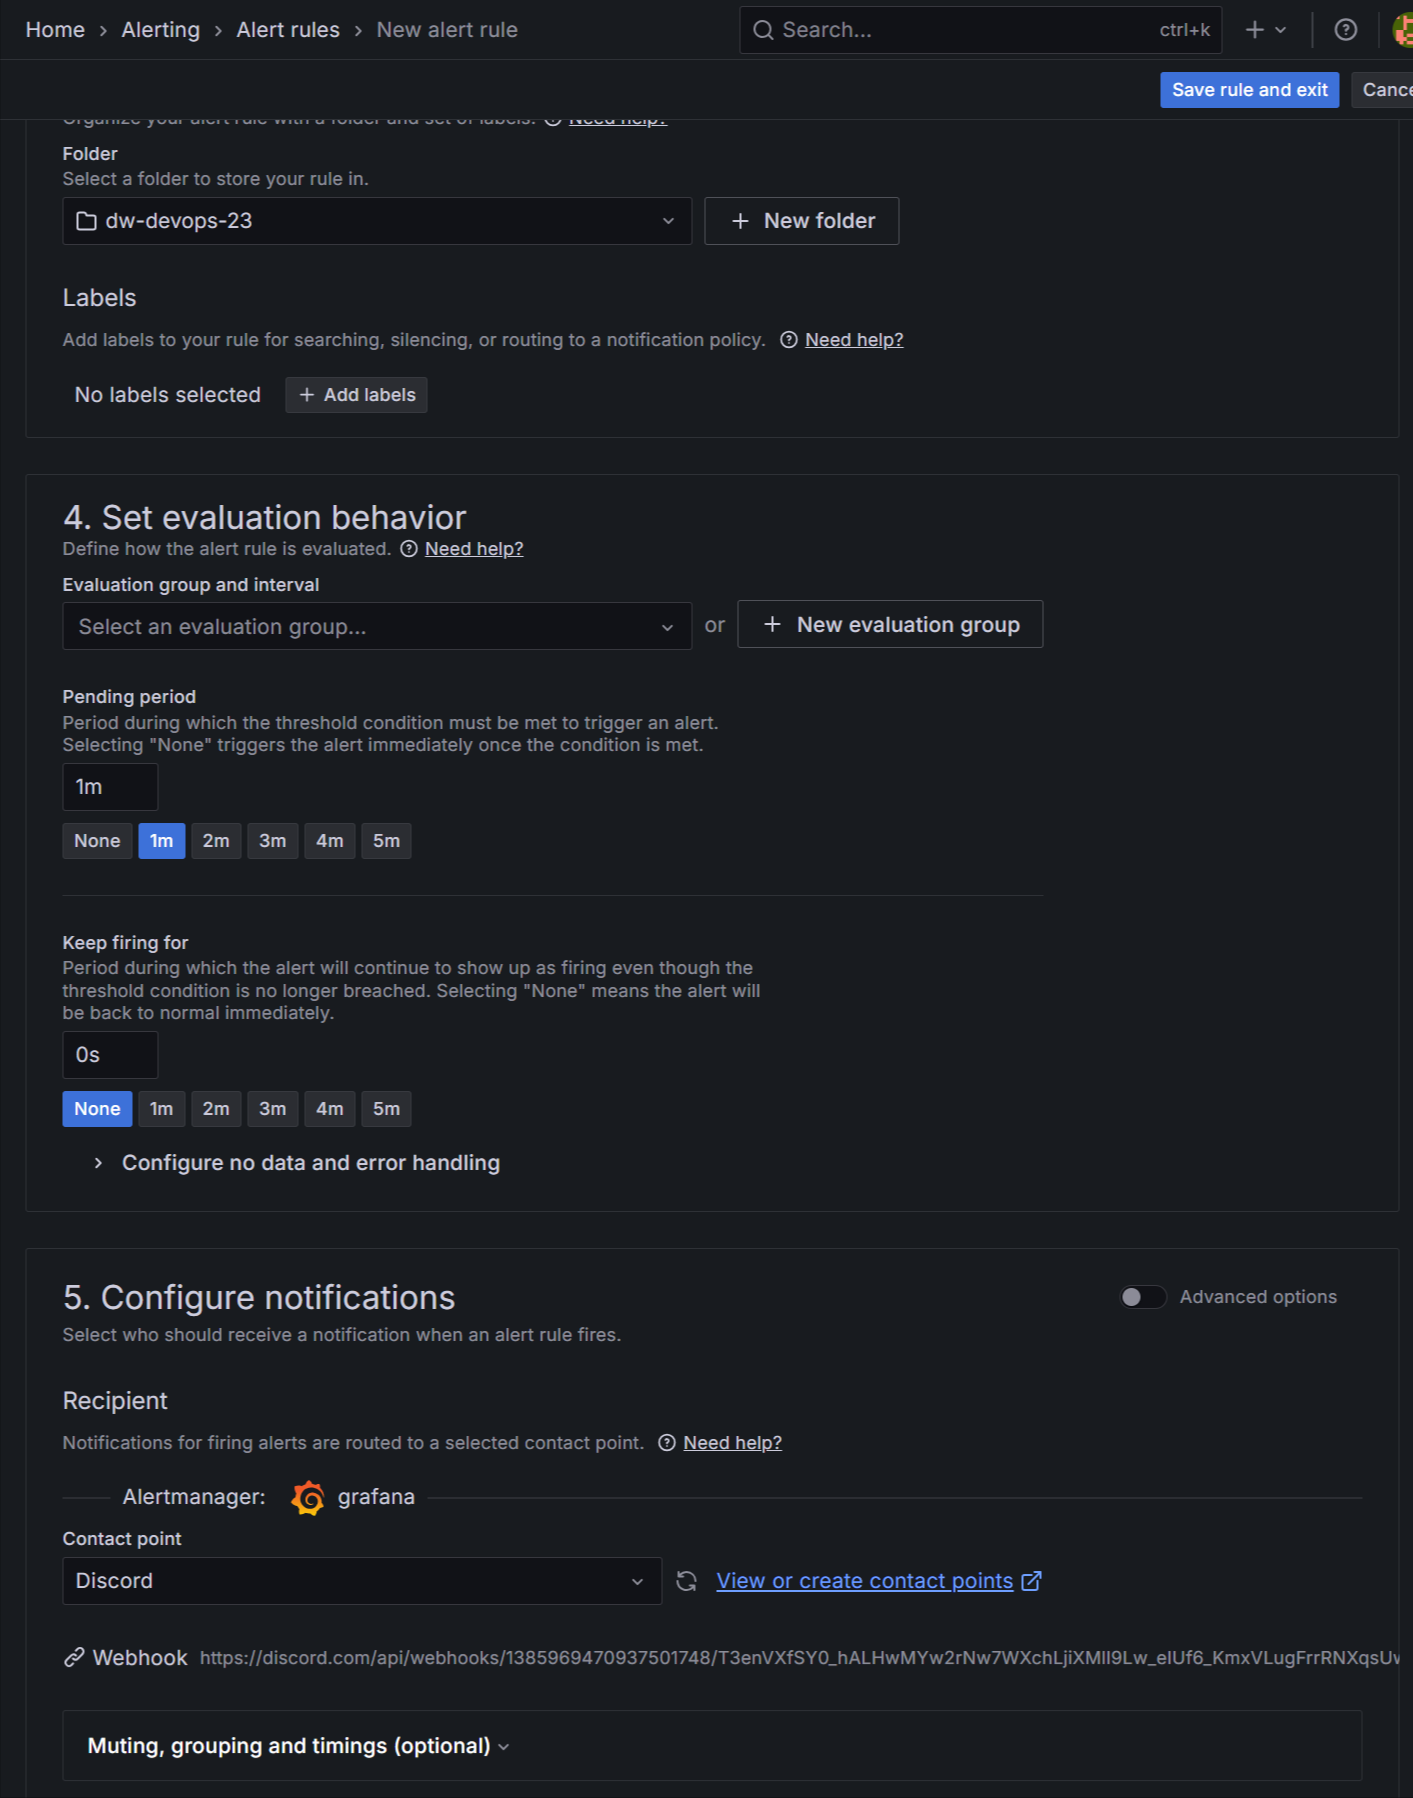 Home › Alerting › Alert rules › New alert rule
Search... ctrl+k
Save rule and exit
Cance
Organize your alert rule with a folder and set of labels. Need help?
Folder
Select a folder to store your rule in.
dw-devops-23
+ New folder
Labels
Add labels to your rule for searching, silencing, or routing to a notification policy. Need help?
No labels selected
+ Add labels
4. Set evaluation behavior
Define how the alert rule is evaluated. Need help?
Evaluation group and interval
Select an evaluation group... or + New evaluation group
Pending period
Period during which the threshold condition must be met to trigger an alert.
Selecting "None" triggers the alert immediately once the condition is met.
1m
None 1m 2m 3m 4m 5m
Keep firing for
Period during which the alert will continue to show up as firing even though the
threshold condition is no longer breached. Selecting "None" means the alert will
be back to normal immediately.
0s
None 1m 2m 3m 4m 5m
Configure no data and error handling
5. Configure notifications
Advanced options
Select who should receive a notification when an alert rule fires.
Recipient
Notifications for firing alerts are routed to a selected contact point. Need help?
Alertmanager: grafana
Contact point
Discord
View or create contact points
Webhook https://discord.com/api/webhooks/1385969470937501748/
Muting, grouping and timings (optional)